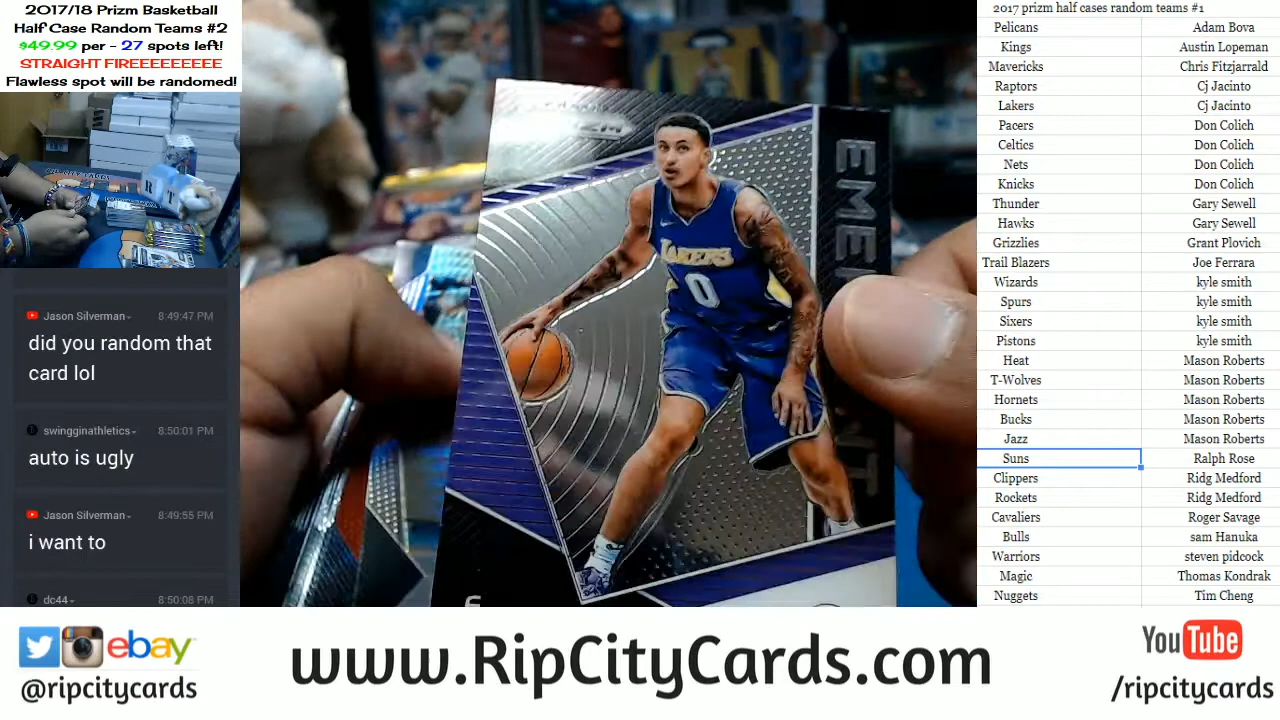 2017/18 Prizm Basketball
Half Case Random Teams #2
$49.99 per - 27 spots left!
STRAIGHT FIREEEEEEEEE
Flawless spot will be randomed!
Jason Silverman 8:49:47 PM
did you random that
card lol
swingginathletics 8:50:01 PM
auto is ugly
Jason Silverman 8:49:55 PM
i want to
dc44 8:50:08 PM
LAKERS
0
2017 prizm half cases random teams #1
Pelicans Adam Bova
Kings Austin Lopeman
Mavericks Chris Fitzjarrald
Raptors Cj Jacinto
Lakers Cj Jacinto
Pacers Don Colich
Celtics Don Colich
Nets Don Colich
Knicks Don Colich
Thunder Gary Sewell
Hawks Gary Sewell
Grizzlies Grant Plovich
Trail Blazers Joe Ferrara
Wizards kyle smith
Spurs kyle smith
Sixers kyle smith
Pistons kyle smith
Heat Mason Roberts
T-Wolves Mason Roberts
Hornets Mason Roberts
Bucks Mason Roberts
Jazz Mason Roberts
Suns Ralph Rose
Clippers Ridg Medford
Rockets Ridg Medford
Cavaliers Roger Savage
Bulls sam Hanuka
Warriors steven pidcock
Magic Thomas Kondrak
Nuggets Tim Cheng
ebay
@ripcitycards
www.RipCityCards.com
YouTube
/ripcitycards